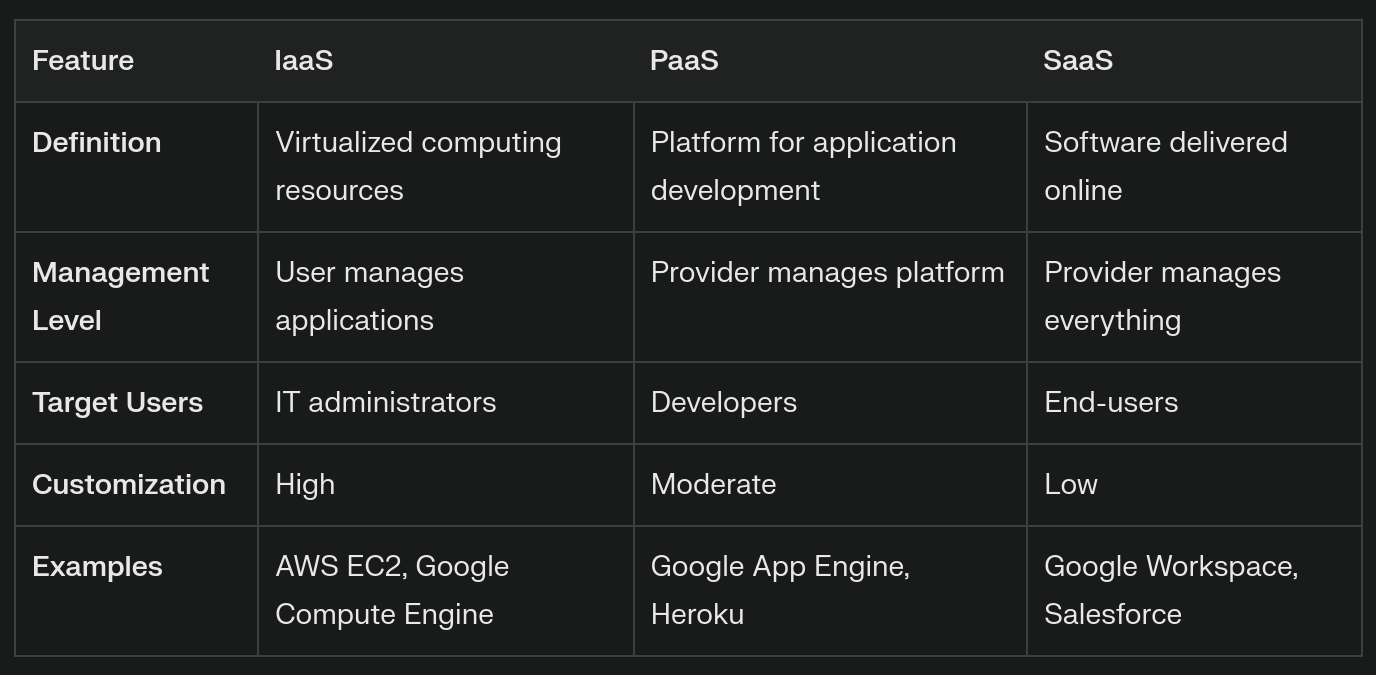 Feature IaaS PaaS SaaS
Definition Virtualized computing resources Platform for application development Software delivered online
Management Level User manages applications Provider manages platform Provider manages everything
Target Users IT administrators Developers End-users
Customization High Moderate Low
Examples AWS EC2, Google Compute Engine Google App Engine, Heroku Google Workspace, Salesforce